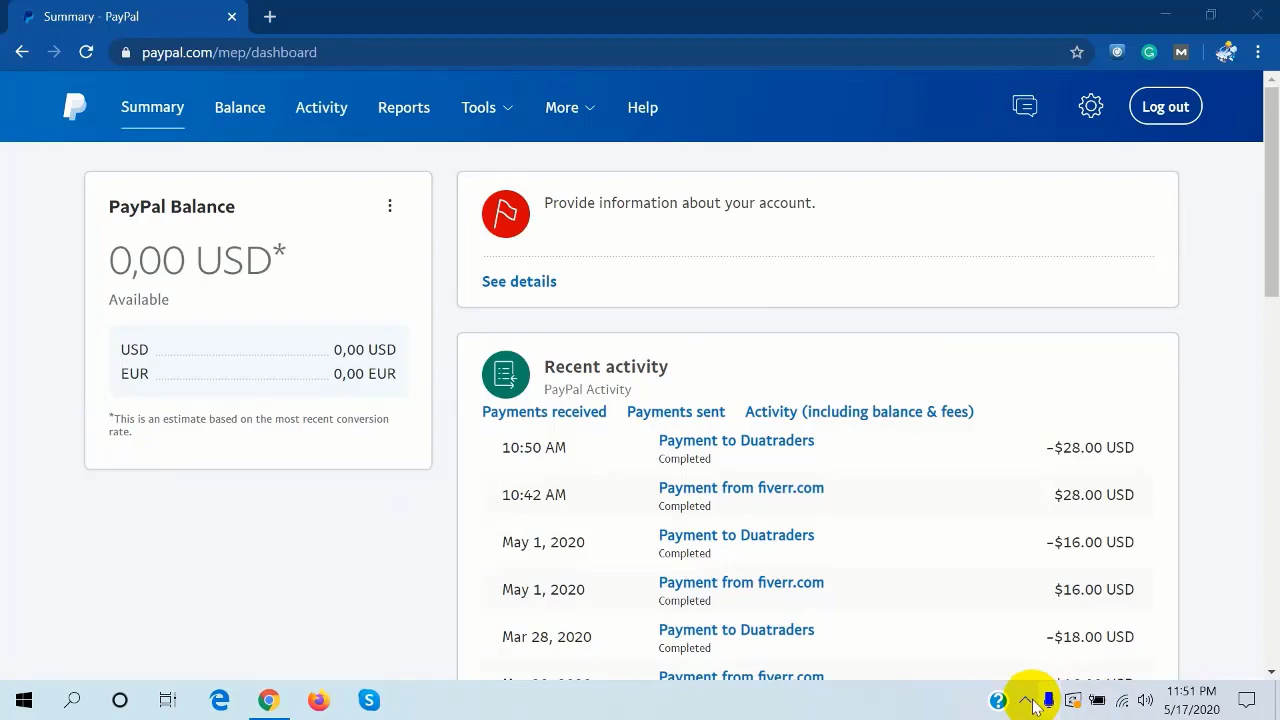 Summary - PayPal
paypal.com/mep/dashboard
Summary Balance Activity Reports Tools More Help Log out
PayPal Balance
0,00 USD*
Available
USD 0,00 USD
EUR 0,00 EUR
*This is an estimate based on the most recent conversion
rate.
Provide information about your account.
See details
Recent activity
PayPal Activity
Payments received Payments sent Activity (including balance & fees)
10:50 AM Payment to Duatraders -$28.00 USD
Completed
10:42 AM Payment from fiverr.com $28.00 USD
Completed
May 1, 2020 Payment to Duatraders -$16.00 USD
Completed
May 1, 2020 Payment from fiverr.com $16.00 USD
Completed
Mar 28, 2020 Payment to Duatraders -$18.00 USD
Completed
Payment from fiverr.com
11:51 PM
5/17/2020